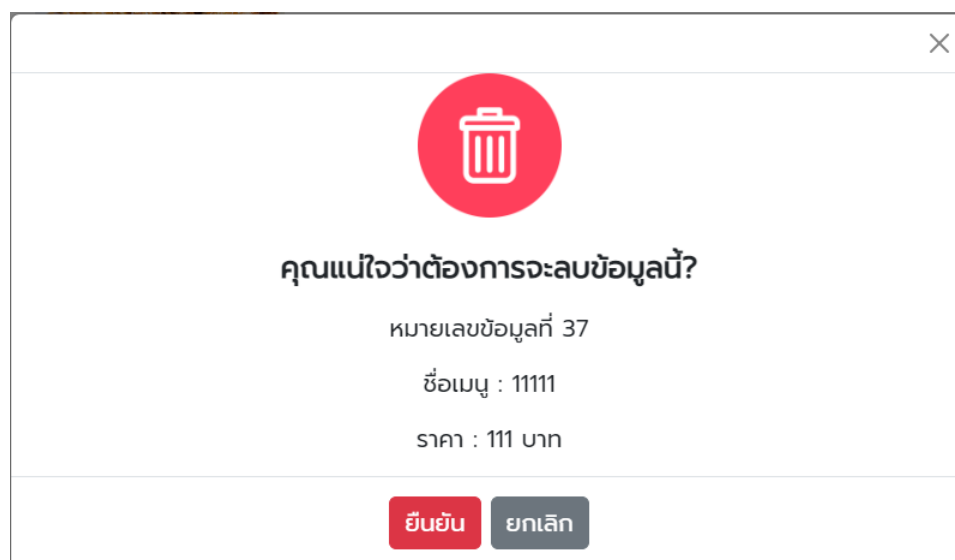 คุณแน่ใจว่าต้องการจะลบข้อมูลนี้?
หมายเลขข้อมูลที่ 37
ชื่อเมนู : 11111
ราคา : 111 บาท
ยืนยัน ยกเลิก